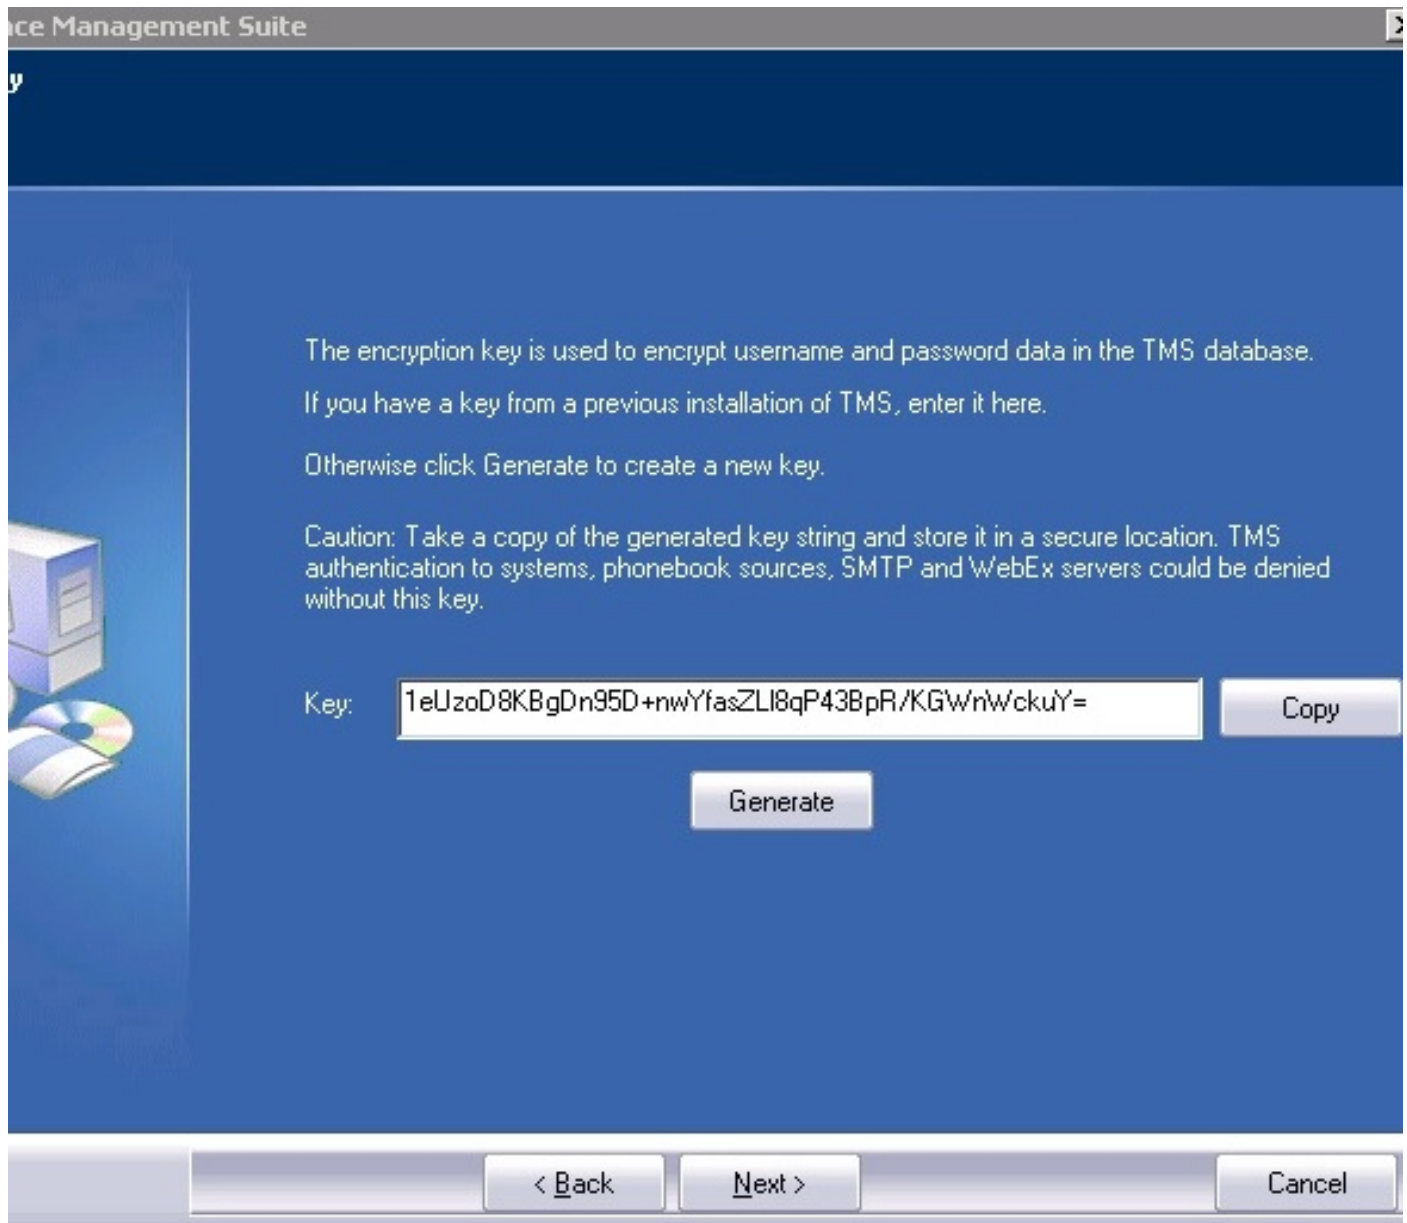 ce Management Suite
y
The encryption key is used to encrypt username and password data in the TMS database.
If you have a key from a previous installation of TMS, enter it here.
Otherwise click Generate to create a new key.
Caution: Take a copy of the generated key string and store it in a secure location. TMS
authentication to systems, phonebook sources, SMTP and WebEx servers could be denied
without this key.
Key: 1eUzoD8KBgDn95D+nwYfasZLl8qP43BpR/KGWnWckuY= Copy
Generate
< Back Next > Cancel